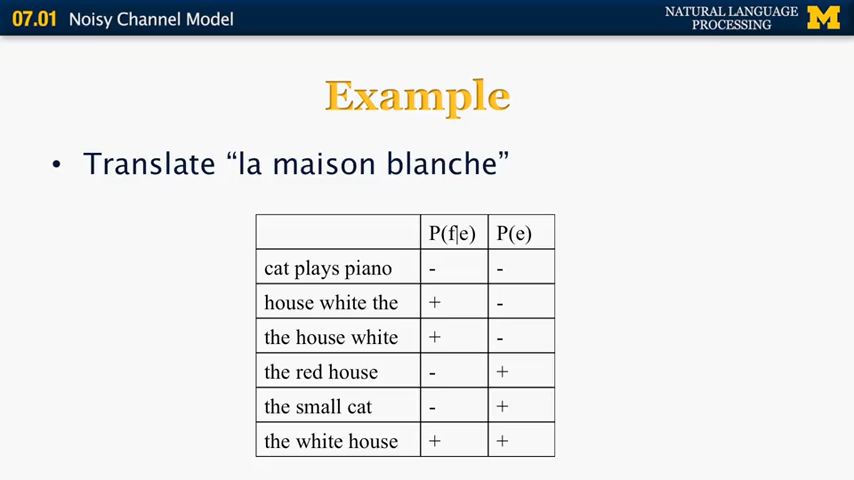 07.01 Noisy Channel Model
NATURAL LANGUAGE
PROCESSING
M
Example
• Translate “la maison blanche”
P(f|e) P(e)
cat plays piano - -
house white the + -
the house white + -
the red house - +
the small cat - +
the white house + +